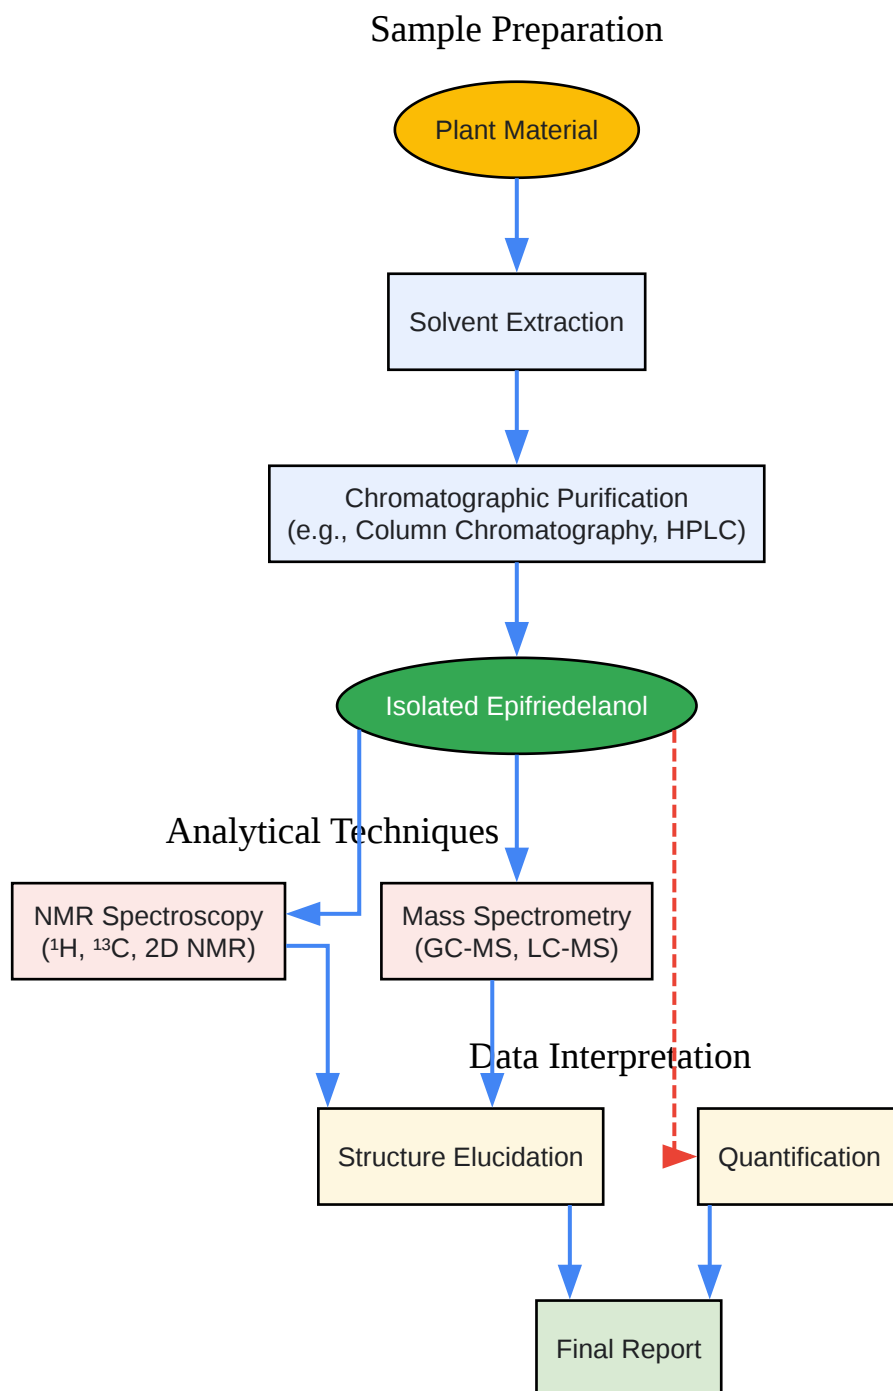 Sample Preparation
Plant Material
Solvent Extraction
Chromatographic Purification
(e.g., Column Chromatography, HPLC)
Isolated Epifriedelanol
Analytical Techniques
NMR Spectroscopy
(¹H, ¹³C, 2D NMR)
Mass Spectrometry
(GC-MS, LC-MS)
Data Interpretation
Structure Elucidation
Quantification
Final Report